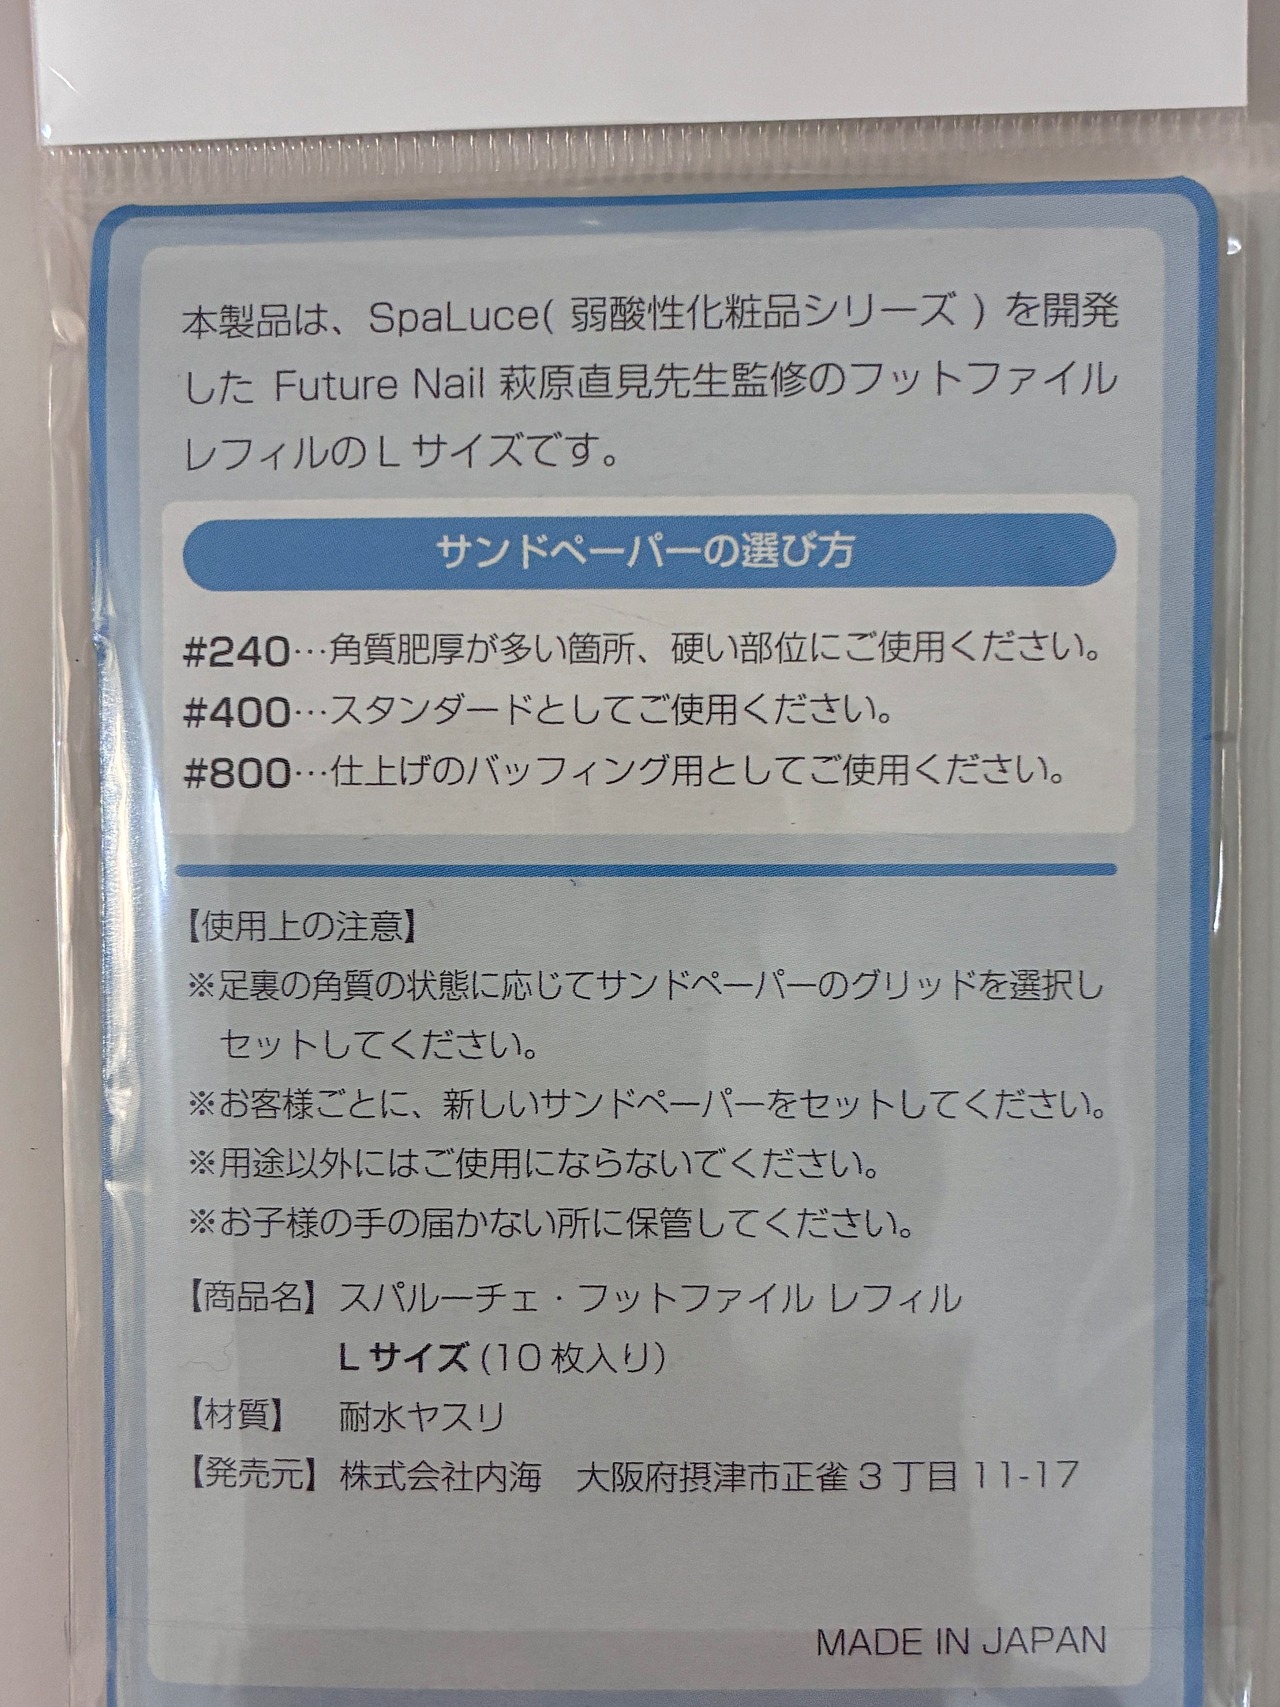 本製品は、SpaLuce( 弱酸性化粧品シリーズ ) を開発
した Future Nail 萩原直見先生監修のフットファイル
レフィルのLサイズです。
サンドペーパーの選び方
#240…角質肥厚が多い箇所、硬い部位にご使用ください。
#400…スタンダードとしてご使用ください。
#800…仕上げのバッフィング用としてご使用ください。
【使用上の注意】
※足裏の角質の状態に応じてサンドペーパーのグリッドを選択し
セットしてください。
※お客様ごとに、新しいサンドペーパーをセットしてください。
※用途以外にはご使用にならないでください。
※お子様の手の届かない所に保管してください。
【商品名】スパルーチェ・フットファイル レフィル
Lサイズ(10枚入り)
【材質】 耐水ヤスリ
【発売元】株式会社内海 大阪府摂津市正雀3丁目11-17
MADE IN JAPAN